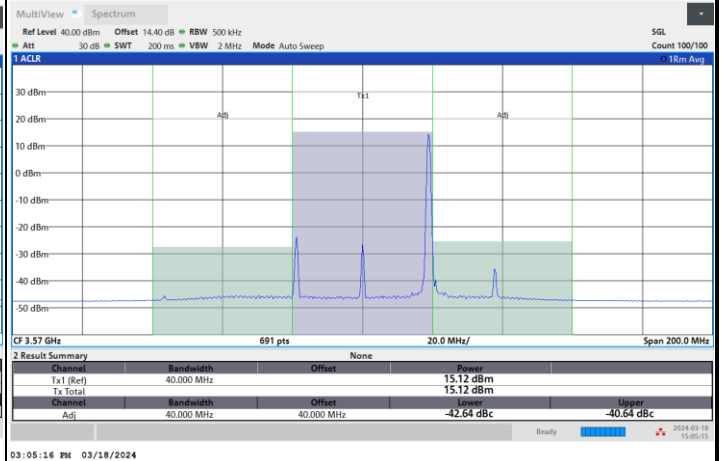 MultiView Spectrum
Ref Level 40.00 dBm Offset 14.40 dB RBW 500 kHz SGL
Att 30 dB SWT 200 ms VBW 2 MHz Mode Auto Sweep Count 100/100
1 ACLR 1Rm Avg
30 dBm
Tx1
20 dBm
Adj Adj
10 dBm
0 dBm
-10 dBm
-20 dBm
-30 dBm
-40 dBm
-50 dBm
CF 3.57 GHz 691 pts 20.0 MHz/ Span 200.0 MHz
2 Result Summary None
Channel Bandwidth Offset Power
Tx1 (Ref) 40.000 MHz 15.12 dBm
Tx Total 15.12 dBm
Channel Bandwidth Offset Lower Upper
Adj 40.000 MHz 40.000 MHz -42.64 dBc -40.64 dBc
Ready 2024-03-18
15:05:15
03:05:16 PM 03/18/2024